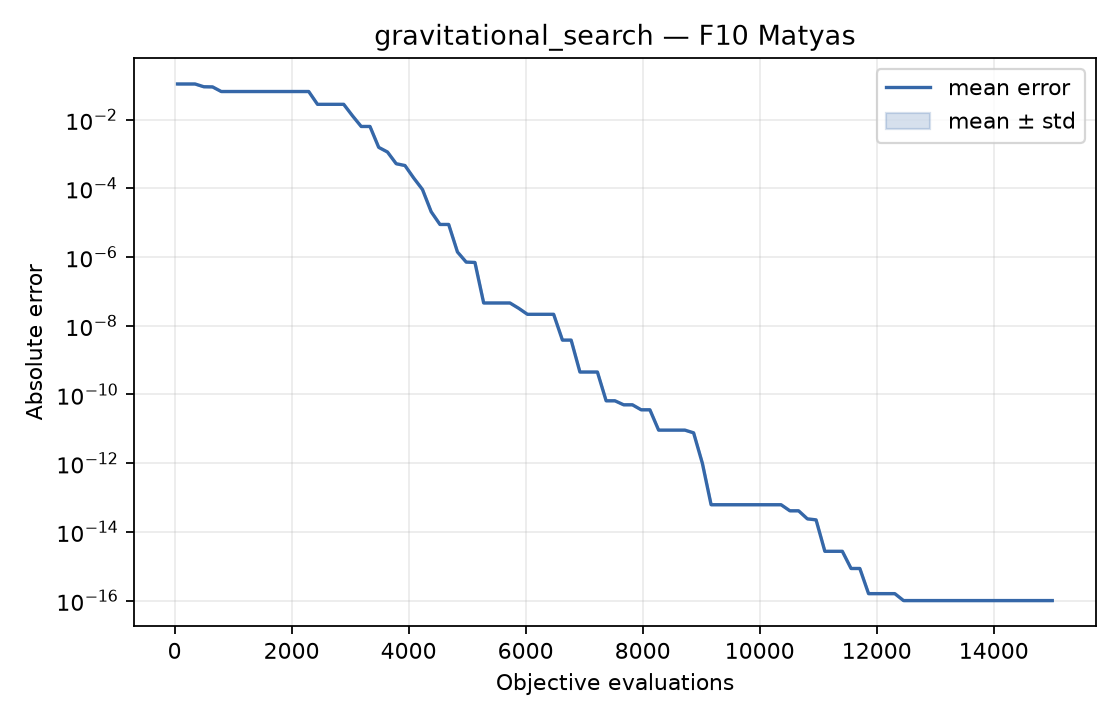 gravitational_search — F10 Matyas
mean error
mean ± std
Absolute error
10⁻²
10⁻⁴
10⁻⁶
10⁻⁸
10⁻¹⁰
10⁻¹²
10⁻¹⁴
10⁻¹⁶
0 2000 4000 6000 8000 10000 12000 14000
Objective evaluations